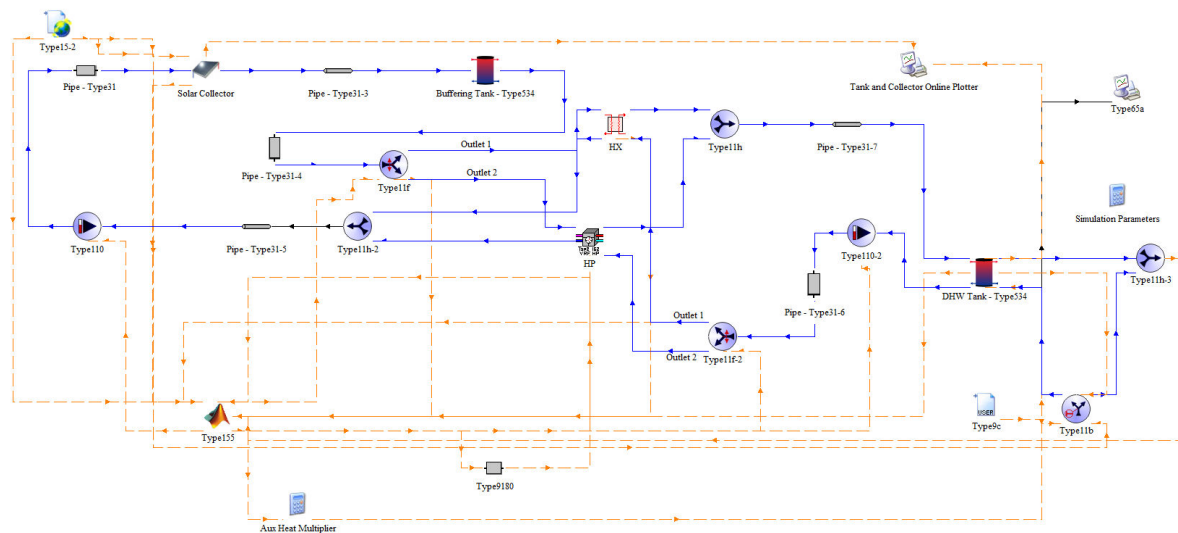 Type15-2
Pipe - Type31
Solar Collector
Pipe - Type31-3
Buffering Tank - Type534
Tank and Collector Online Plotter
Type65a
Outlet 1
HX
Type11h
Pipe - Type31-7
Pipe - Type31-4
Type11f
Outlet 2
Simulation Parameters
Type110
Pipe - Type31-5
Type11h-2
HP
Type110-2
DHW Tank - Type534
Type11h-3
Pipe - Type31-6
Outlet 1
Outlet 2
Type11f-2
Type155
USER
Type9c
Type11b
Type9180
Aux Heat Multiplier